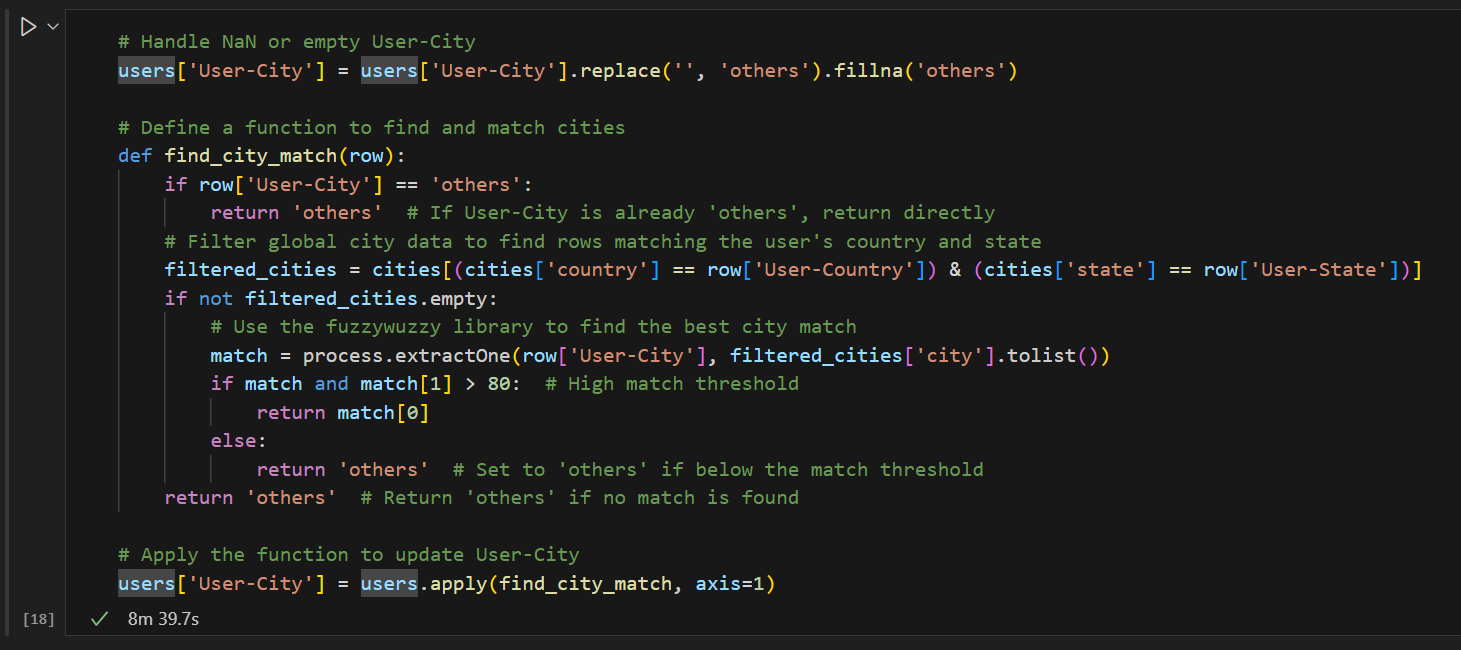 # Handle NaN or empty User-City
users['User-City'] = users['User-City'].replace('', 'others').fillna('others')
# Define a function to find and match cities
def find_city_match(row):
    if row['User-City'] == 'others':
        return 'others'  # If User-City is already 'others', return directly
    # Filter global city data to find rows matching the user's country and state
    filtered_cities = cities[(cities['country'] == row['User-Country']) & (cities['state'] == row['User-State'])]
    if not filtered_cities.empty:
        # Use the fuzzywuzzy library to find the best city match
        match = process.extractOne(row['User-City'], filtered_cities['city'].tolist())
        if match and match[1] > 80:  # High match threshold
            return match[0]
        else:
            return 'others'  # Set to 'others' if below the match threshold
    return 'others'  # Return 'others' if no match is found
# Apply the function to update User-City
users['User-City'] = users.apply(find_city_match, axis=1)
[18] 8m 39.7s